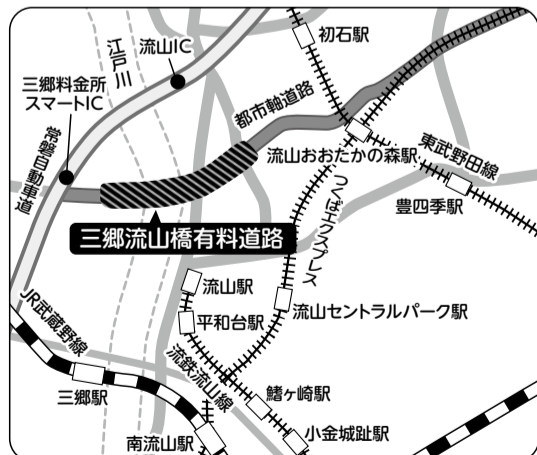 初石駅
流山IC
江戸川
三郷料金所
スマートIC
都市軸道路
流山おおたかの森駅
東武野田線
常磐自動車道
豊四季駅
つくばエクスプレス
三郷流山橋有料道路
流山駅
流山セントラルパーク駅
平和台駅
JR武蔵野線
流鉄流山線
三郷駅
鰭ヶ崎駅
小金城趾駅
南流山駅